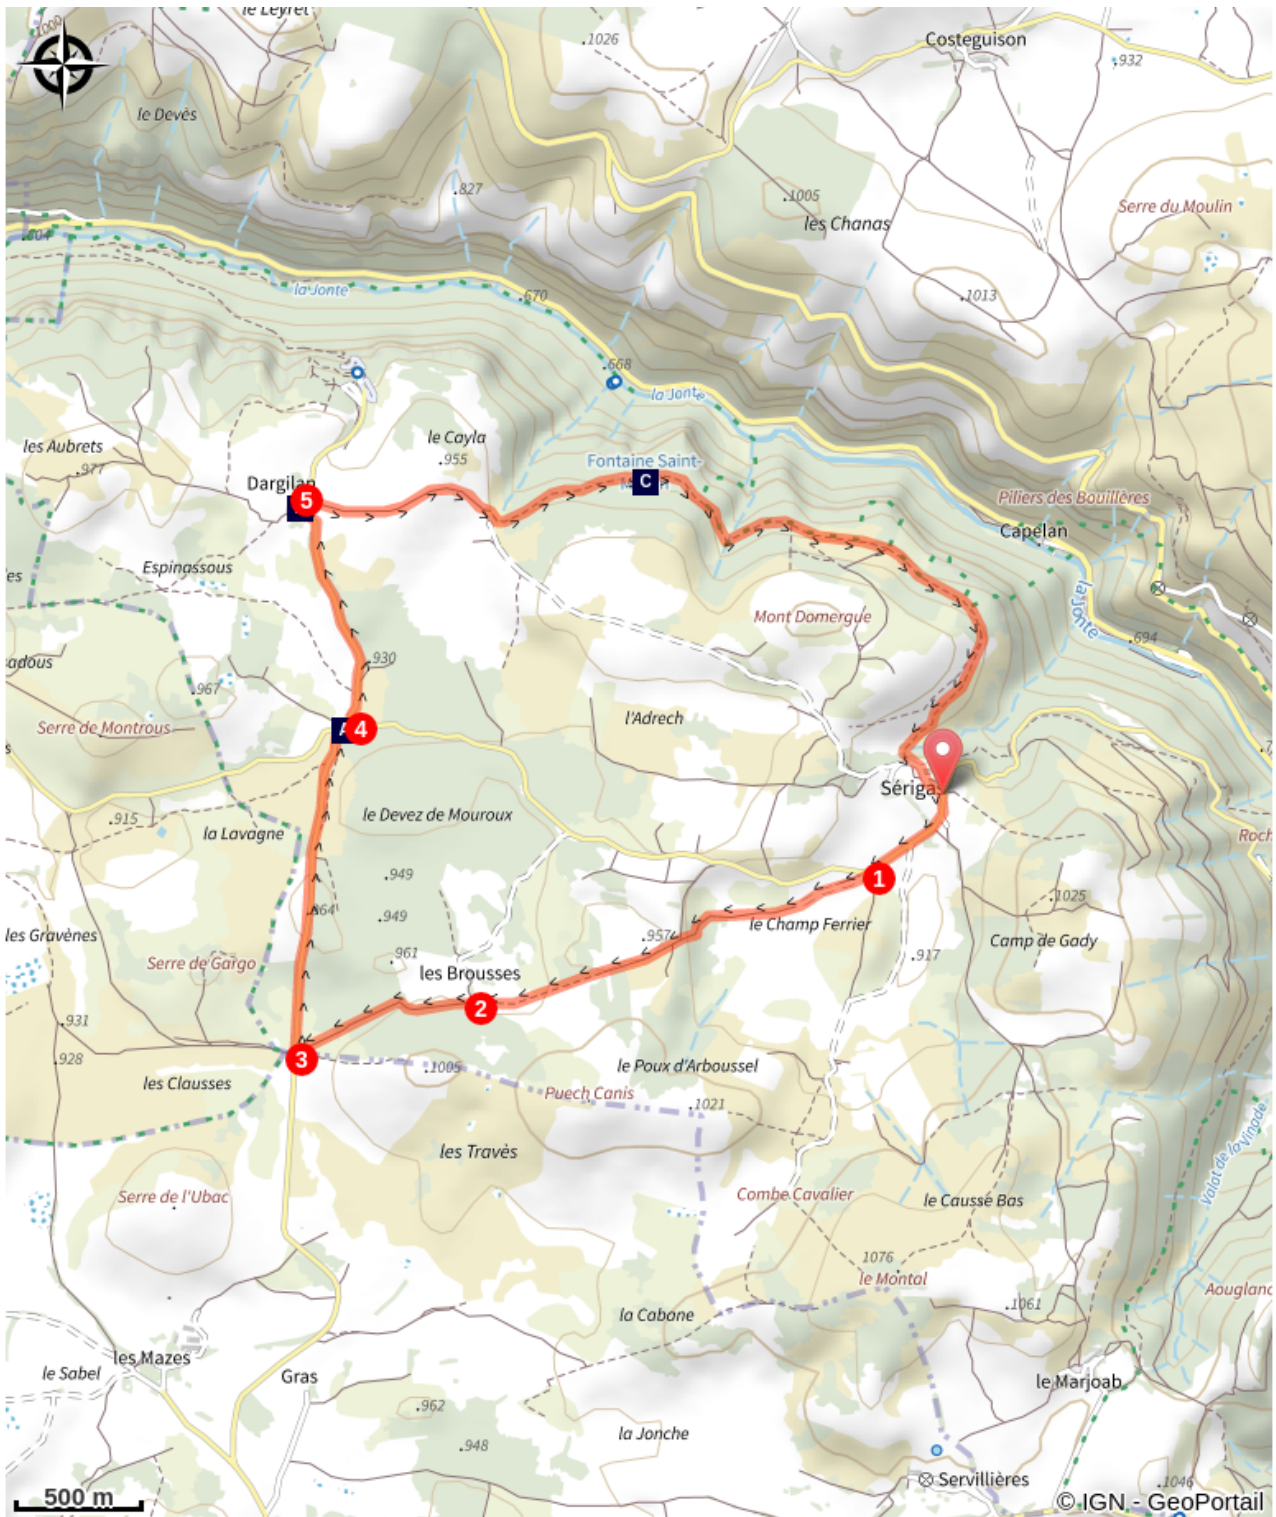 le Leyret
1000
.1026
Costeguison
.932
le Devès
.827
.1005
Serre du Moulin
les Chanas
.604
la Jonte
.670
.1013
.668
la Jonte
les Aubrets
.977
le Cayla
.955
Fontaine Saint-
Dargilan
5
C
Piliers des Bouillères
Capelan
Espinassous
la Jonte
Mont Domergue
.694
.930
.967
Serre de Montrous
l'Adrech
A
4
Sériga
.915
la Lavagne
le Devez de Mouroux
.949
1
.1025
.949
le Champ Ferrier
les Gravènes
.957
Camp de Gady
.961
.917
Serre de Gargo
les Brousses
2
.931
.928
3
.1005
le Poux d'Arboussel
les Clausses
Puech Canis
.1021
les Travès
Valat de la Vinade
Serre de l'Ubac
Combe Cavalier
le Causse Bas
1076
le Montal
.1061
la Cabane
les Mazes
le Sabel
Gras
le Marjoab
.962
.948
la Jonche
Servillières
.1046
500 m
© IGN - GeoPortail